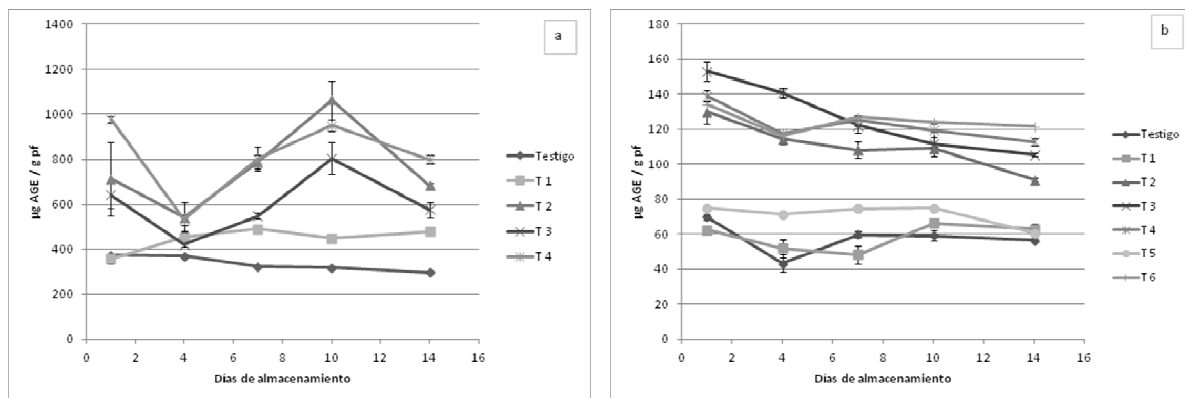 a
µg AGE / g pf
1400
1200
1000
800
600
400
200
0
0 2 4 6 8 10 12 14 16
Días de almacenamiento
Testigo
T 1
T 2
T 3
T 4
b
µg AGE / g pf
180
160
140
120
100
80
60
40
20
0
0 2 4 6 8 10 12 14 16
Días de almacenamiento
Testigo
T 1
T 2
T 3
T 4
T 5
T 6